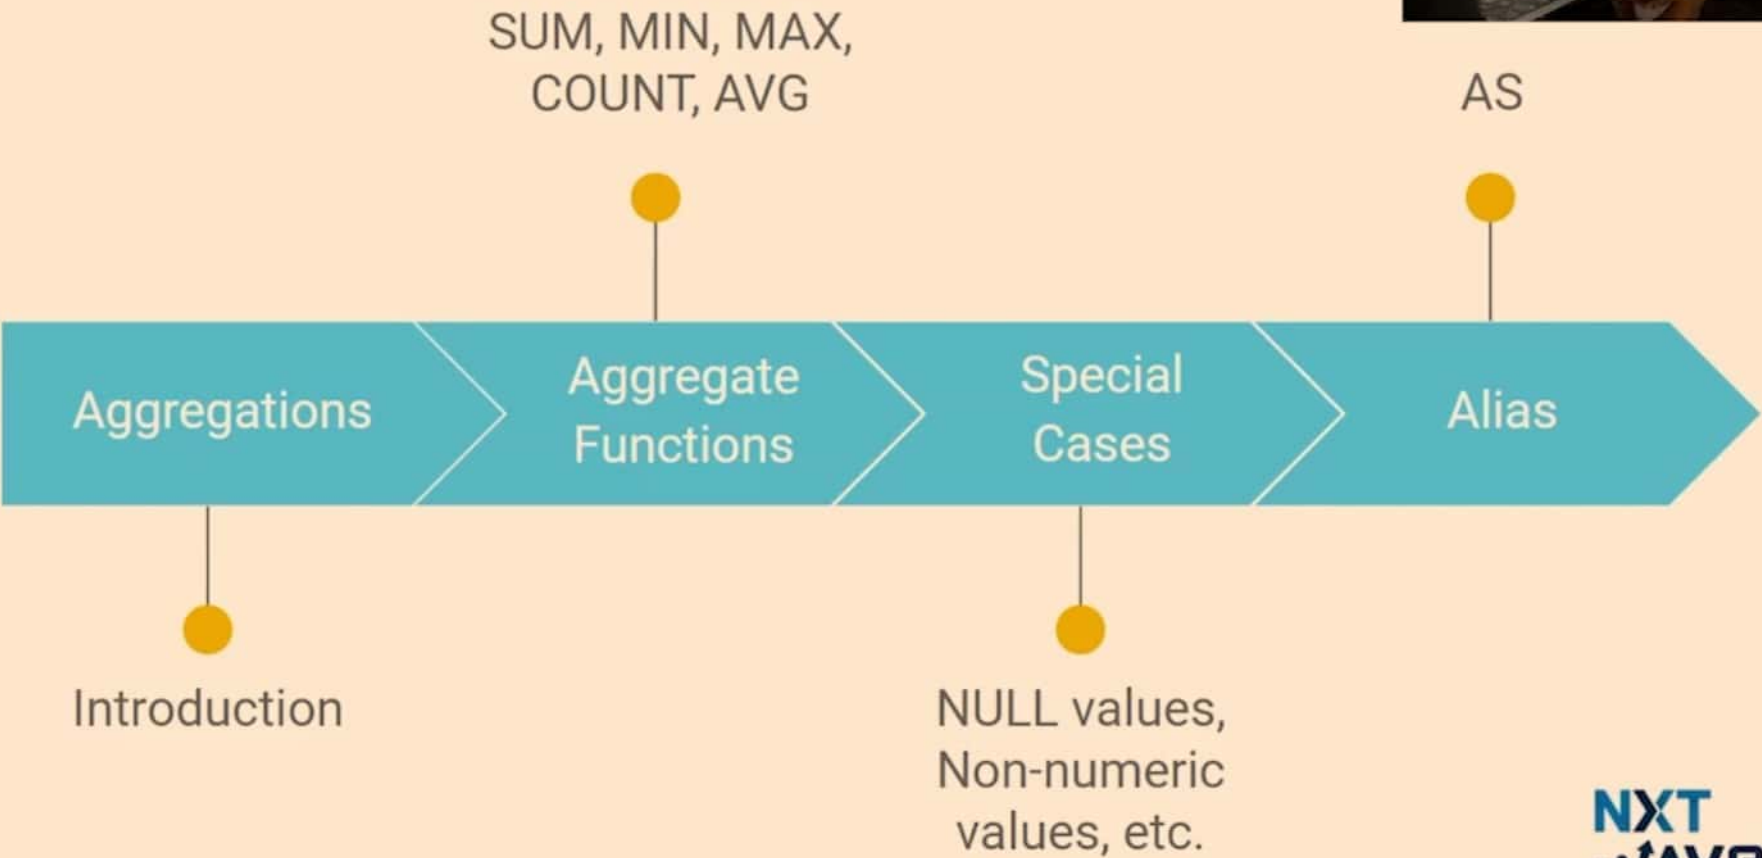 SUM, MIN, MAX,
COUNT, AVG
AS
Aggregations
Aggregate
Functions
Special
Cases
Alias
Introduction
NULL values,
Non-numeric
values, etc.
NXT